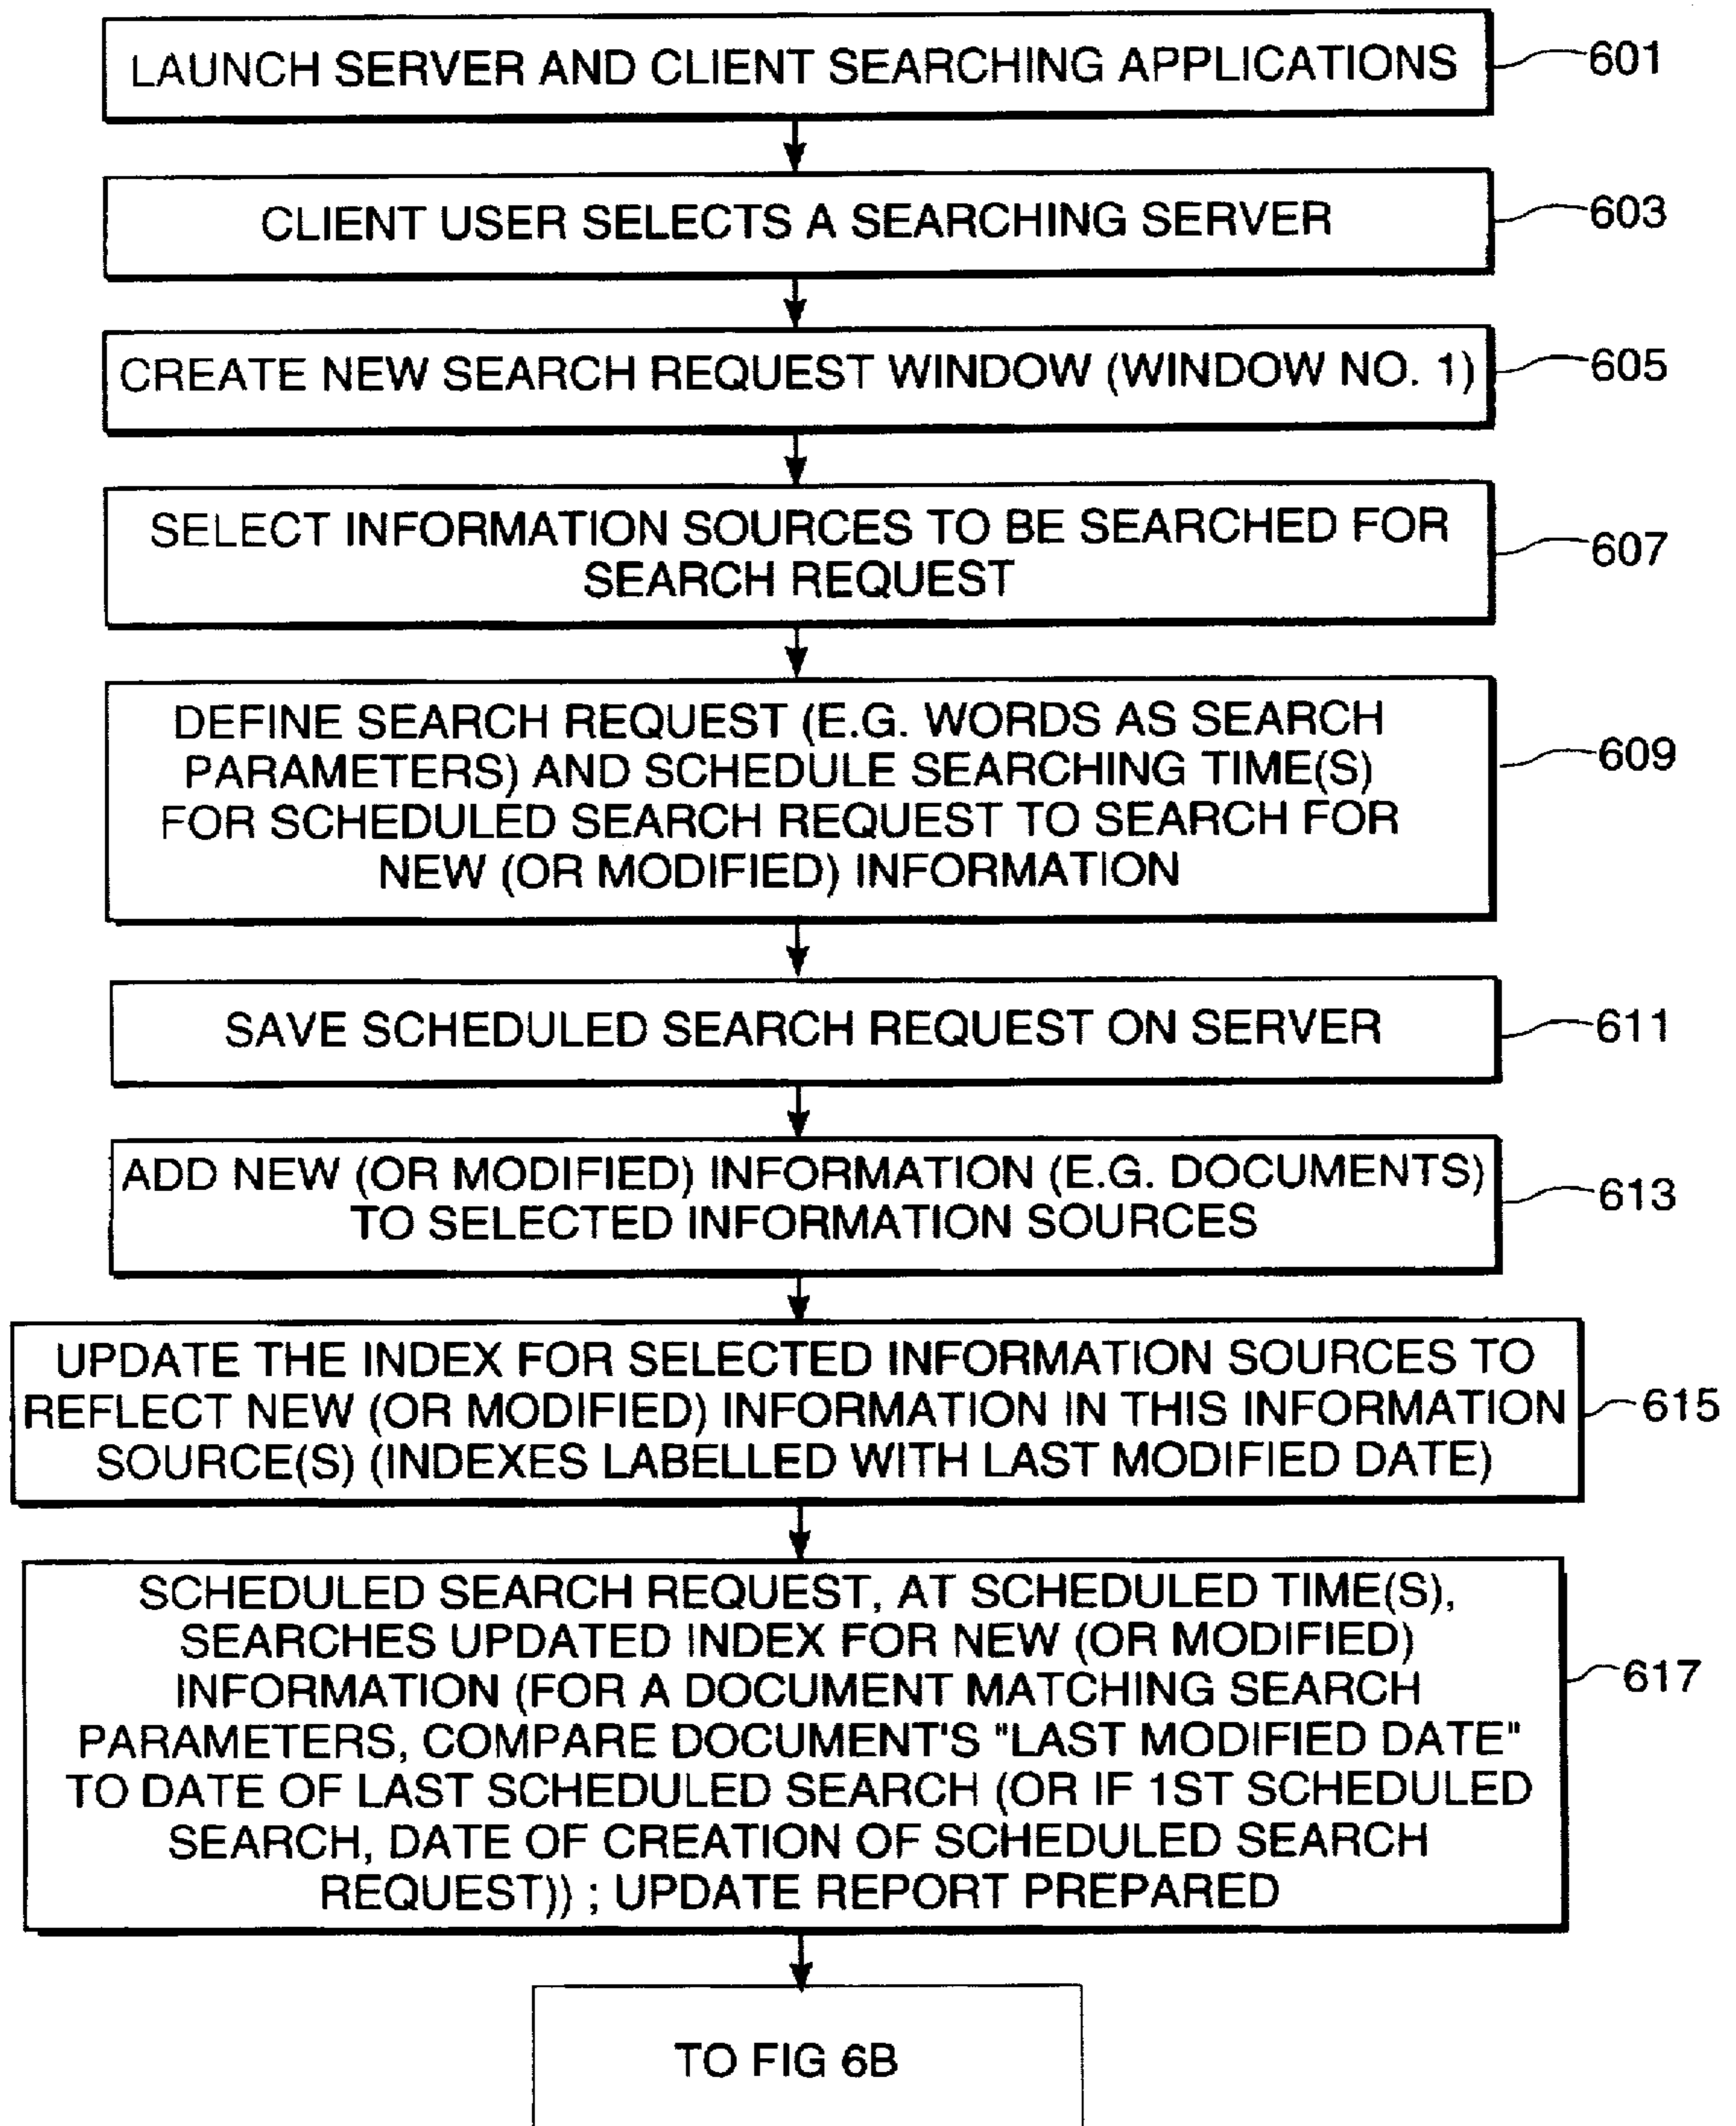 LAUNCH SERVER AND CLIENT SEARCHING APPLICATIONS
601
CLIENT USER SELECTS A SEARCHING SERVER
603
CREATE NEW SEARCH REQUEST WINDOW (WINDOW NO. 1)
605
SELECT INFORMATION SOURCES TO BE SEARCHED FOR
SEARCH REQUEST
607
DEFINE SEARCH REQUEST (E.G. WORDS AS SEARCH
PARAMETERS) AND SCHEDULE SEARCHING TIME(S)
FOR SCHEDULED SEARCH REQUEST TO SEARCH FOR
NEW (OR MODIFIED) INFORMATION
609
SAVE SCHEDULED SEARCH REQUEST ON SERVER
611
ADD NEW (OR MODIFIED) INFORMATION (E.G. DOCUMENTS)
TO SELECTED INFORMATION SOURCES
613
UPDATE THE INDEX FOR SELECTED INFORMATION SOURCES TO
REFLECT NEW (OR MODIFIED) INFORMATION IN THIS INFORMATION
SOURCE(S) (INDEXES LABELLED WITH LAST MODIFIED DATE)
615
SCHEDULED SEARCH REQUEST, AT SCHEDULED TIME(S),
SEARCHES UPDATED INDEX FOR NEW (OR MODIFIED)
INFORMATION (FOR A DOCUMENT MATCHING SEARCH
PARAMETERS, COMPARE DOCUMENT'S "LAST MODIFIED DATE"
TO DATE OF LAST SCHEDULED SEARCH (OR IF 1ST SCHEDULED
SEARCH, DATE OF CREATION OF SCHEDULED SEARCH
REQUEST)) ; UPDATE REPORT PREPARED
617
TO FIG 6B